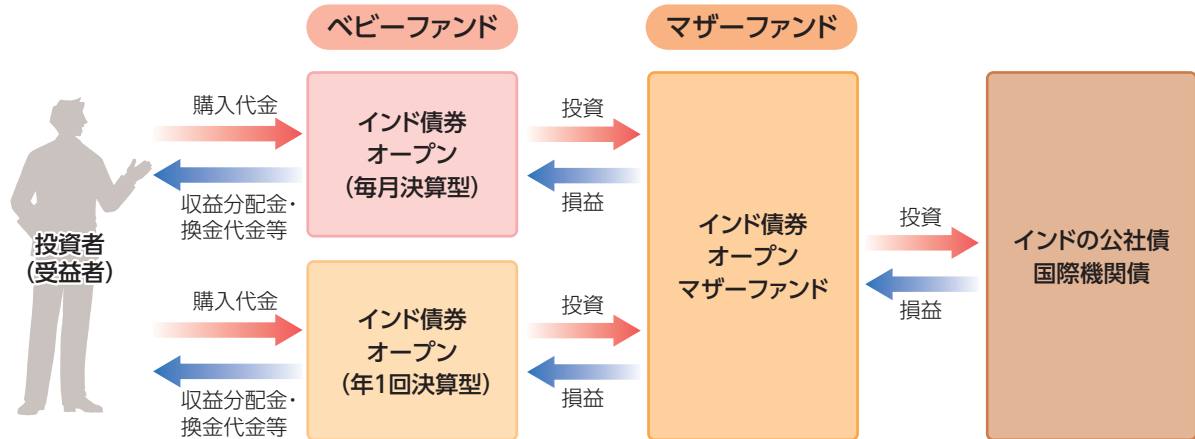 ベビーファンド
マザーファンド
購入代金
収益分配金・
換金代金等
投資者
(受益者)
購入代金
収益分配金・
換金代金等
インド債券
オープン
(毎月決算型)
インド債券
オープン
(年1回決算型)
投資
損益
投資
損益
インド債券
オープン
マザーファンド
投資
損益
インドの公社債
国際機関債